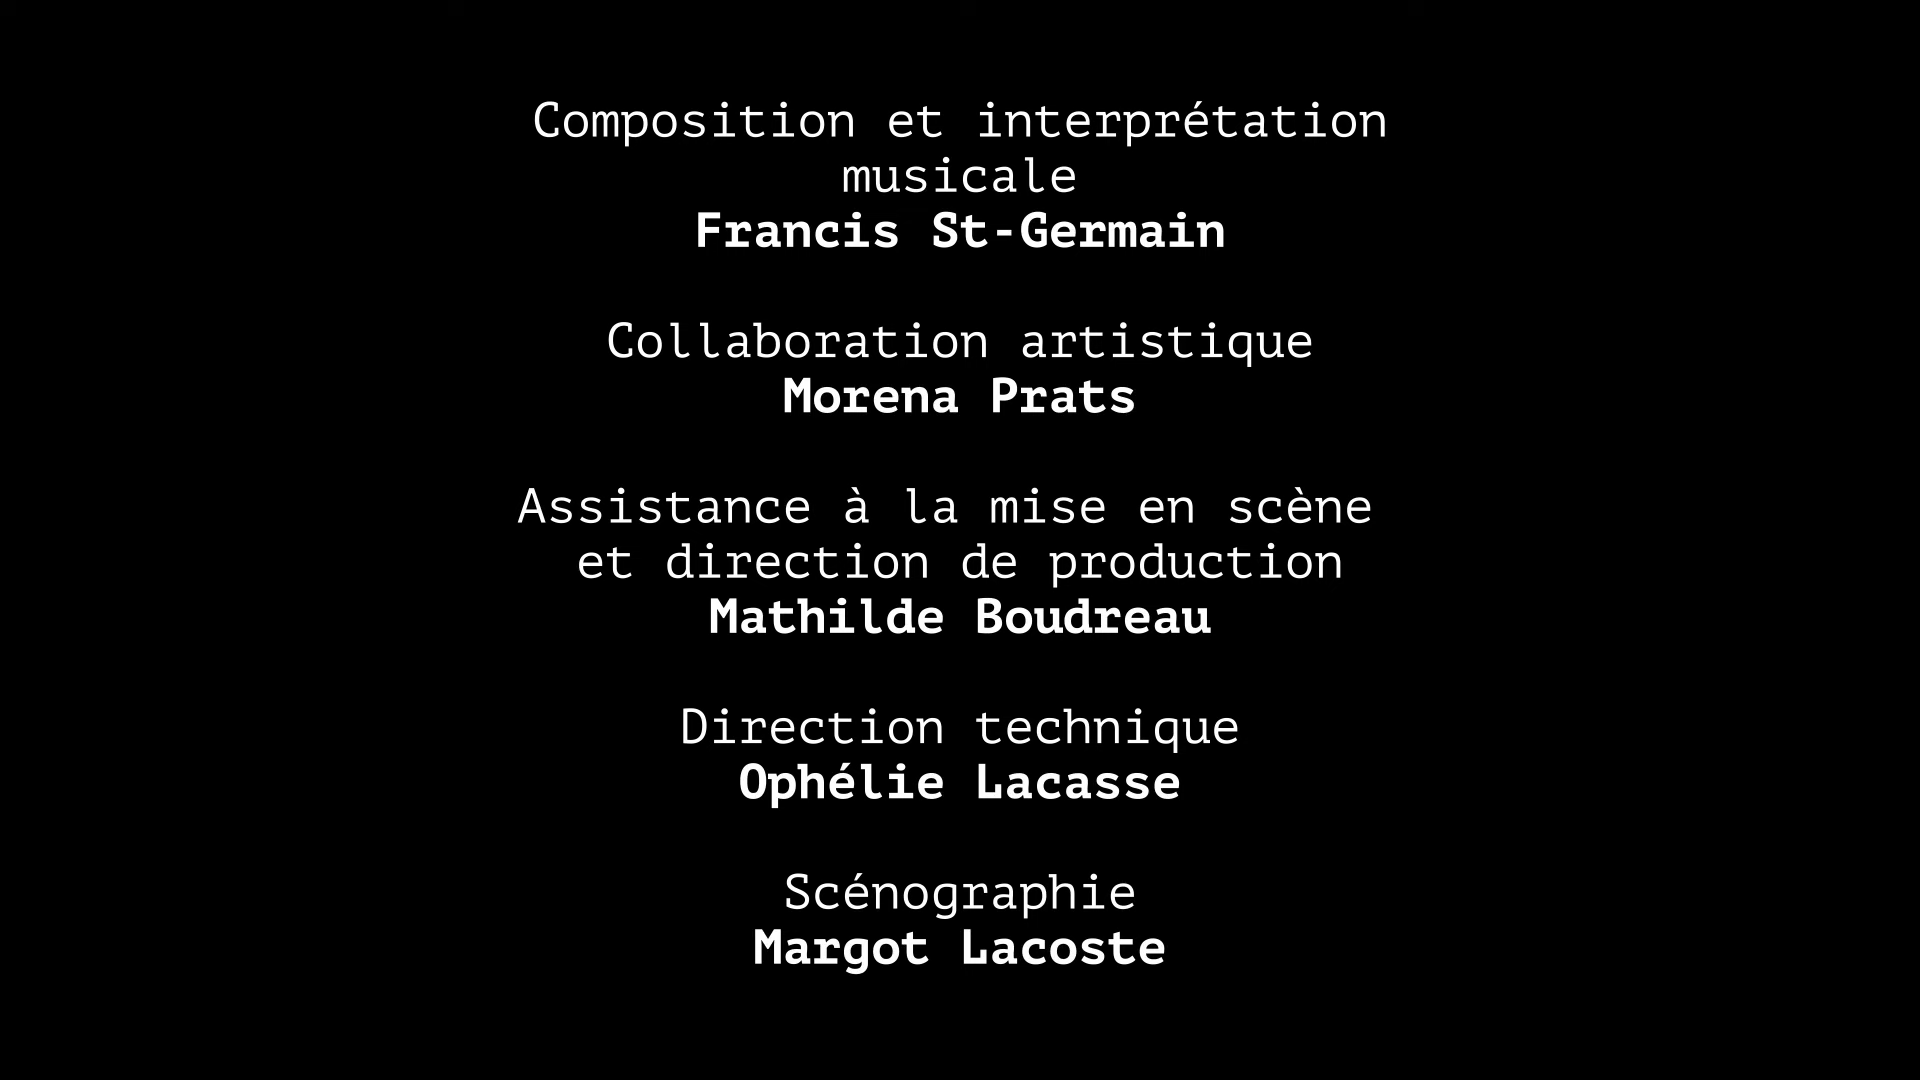 Composition et interprétation
musicale
Francis St-Germain
Collaboration artistique
Morena Prats
Assistance à la mise en scène
et direction de production
Mathilde Boudreau
Direction technique
Ophélie Lacasse
Scénographie
Margot Lacoste